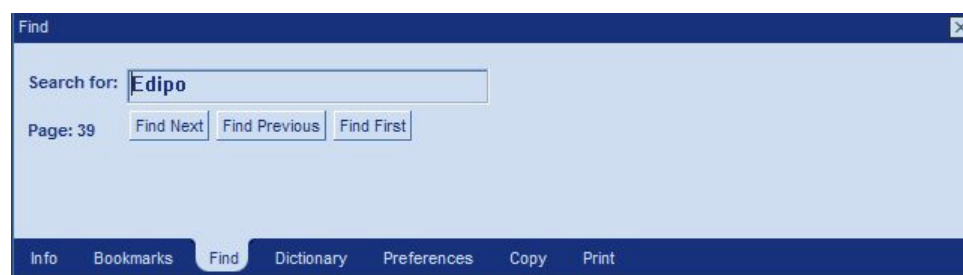 Find
Search for: Edipo
Page: 39 Find Next Find Previous Find First
Info Bookmarks Find Dictionary Preferences Copy Print